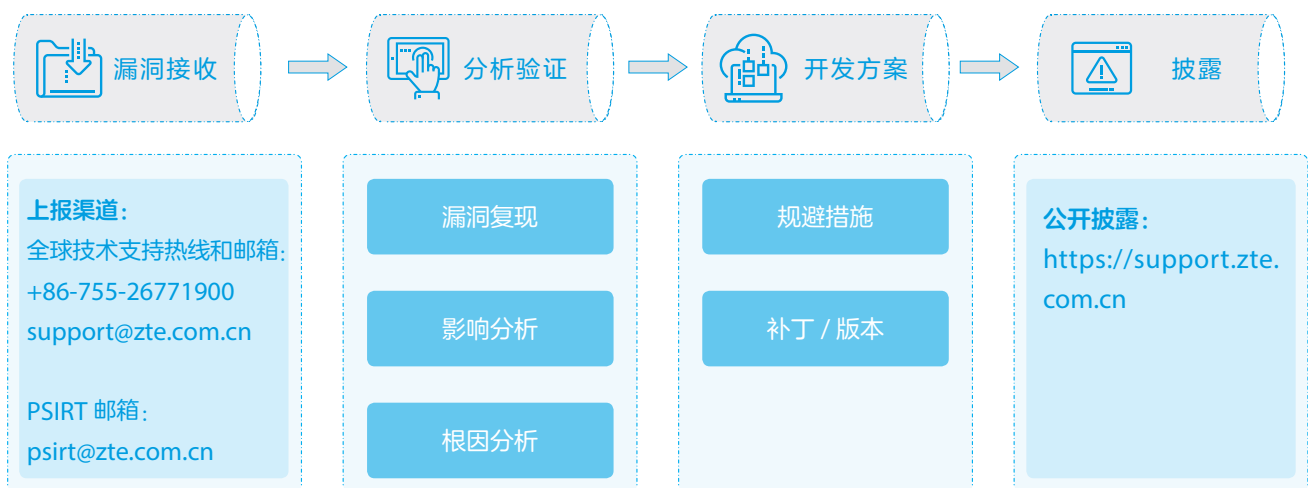 漏洞接收
分析验证
开发方案
披露
上报渠道：
全球技术支持热线和邮箱：
+86-755-26771900
support@zte.com.cn
PSIRT 邮箱：
psirt@zte.com.cn
漏洞复现
影响分析
根因分析
规避措施
补丁 / 版本
公开披露：
https://support.zte.
com.cn